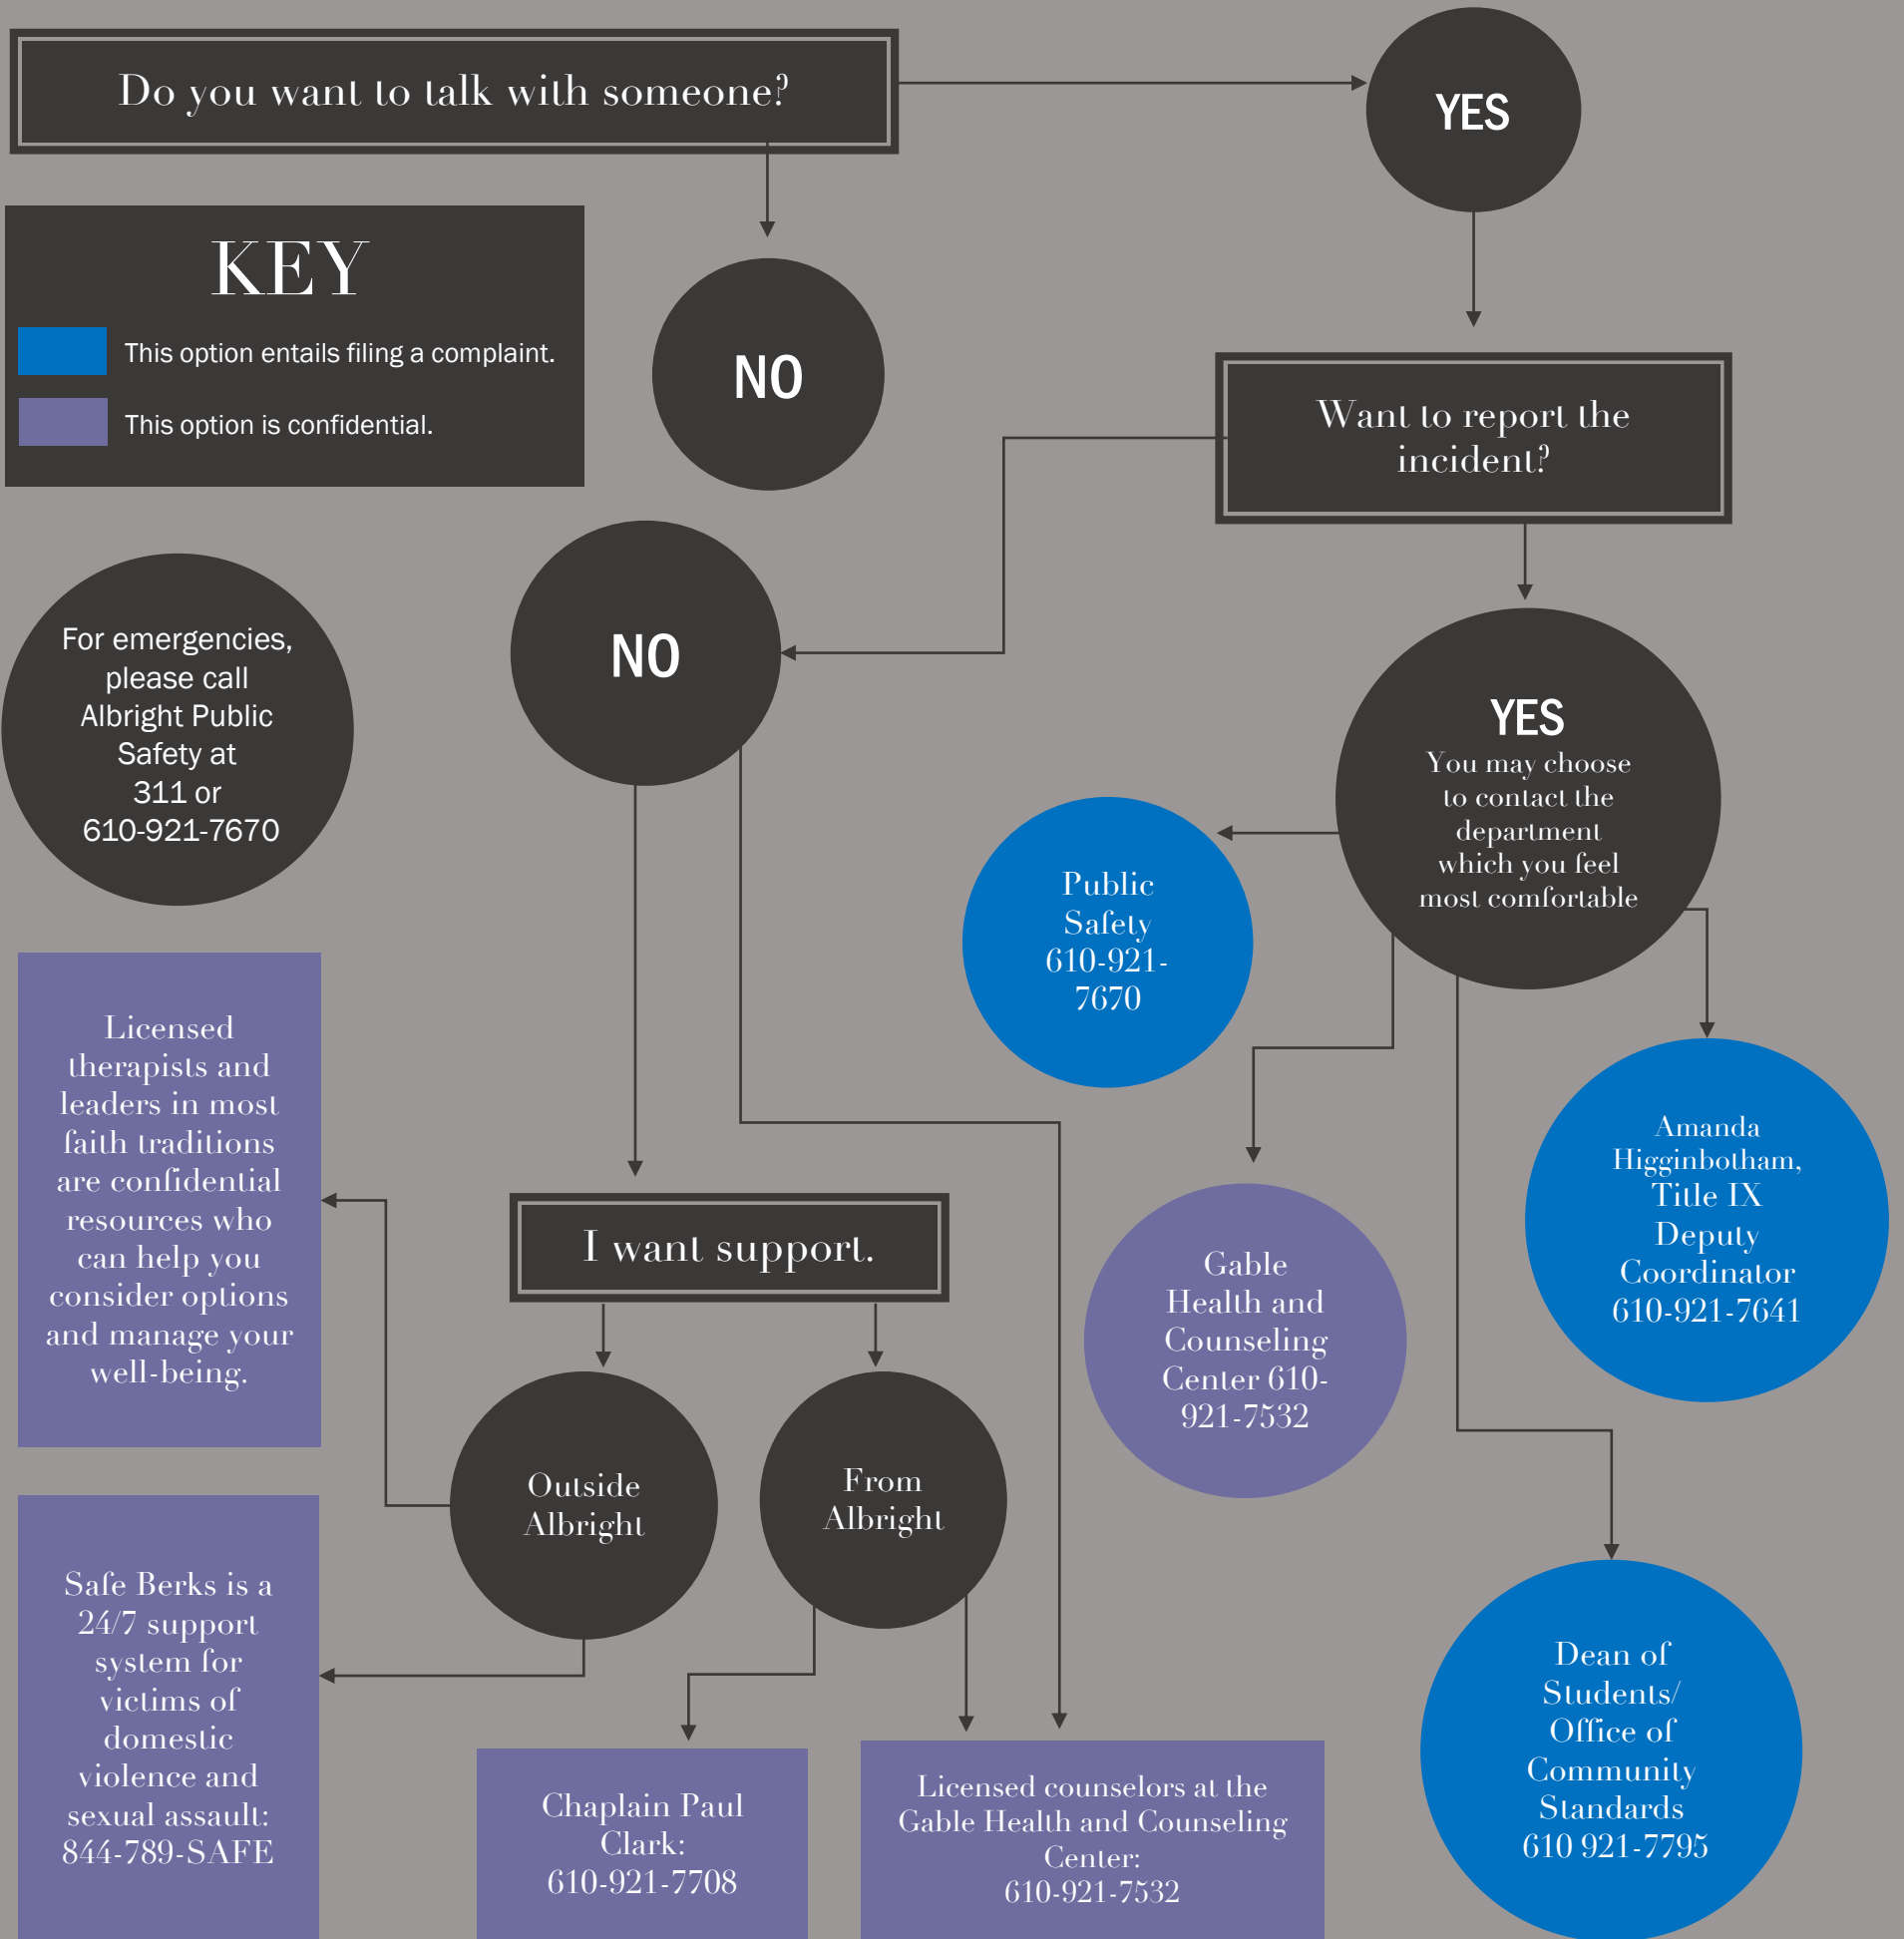 Do you want to talk with someone?
YES
KEY
This option entails filing a complaint.
This option is confidential.
NO
Want to report the
incident?
For emergencies,
please call
Albright Public
Safety at
311 or
610-921-7670
NO
YES
You may choose
to contact the
department
which you feel
most comfortable
Public
Safety
610-921-
7670
Licensed
therapists and
leaders in most
faith traditions
are confidential
resources who
can help you
consider options
and manage your
well-being.
Amanda
Higginbotham,
Title IX
Deputy
Coordinator
610-921-7641
I want support.
Gable
Health and
Counseling
Center 610-
921-7532
Outside
Albright
From
Albright
Safe Berks is a
24/7 support
system for
victims of
domestic
violence and
sexual assault:
844-789-SAFE
Chaplain Paul
Clark:
610-921-7708
Licensed counselors at the
Gable Health and Counseling
Center:
610-921-7532
Dean of
Students/
Office of
Community
Standards
610 921-7795